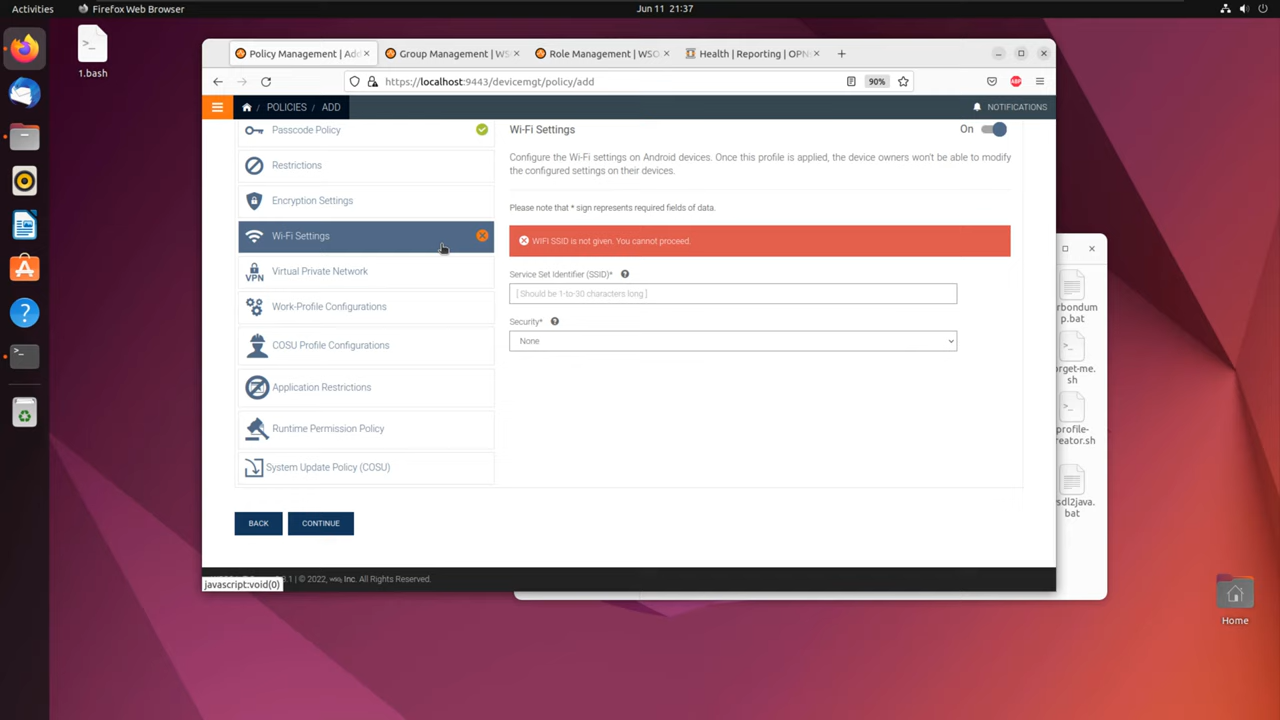 Activities
Firefox Web Browser
Jun 11 21:37
1.bash
Policy Management | Ad
Group Management | WS
Role Management | WSO
Health | Reporting | OPN
https://localhost:9443/devicemgt/policy/add
90%
ABP
/ POLICIES / ADD
NOTIFICATIONS
Passcode Policy
Restrictions
Encryption Settings
Wi-Fi Settings
VPN
Virtual Private Network
Work-Profile Configurations
COSU Profile Configurations
Application Restrictions
Runtime Permission Policy
System Update Policy (COSU)
Wi-Fi Settings
On
Configure the Wi-Fi settings on Android devices. Once this profile is applied, the device owners won't be able to modify
the configured settings on their devices.
Please note that * sign represents required fields of data.
WIFI SSID is not given. You cannot proceed.
Service Set Identifier (SSID)*
[ Should be 1-to-30 characters long ]
Security*
None
BACK
CONTINUE
.1 | © 2022, WSO2 Inc. All Rights Reserved.
javascript:void(0)
arbondum
p.bat
orget-me.
sh
profile-
reator.sh
sdl2java.
bat
Home